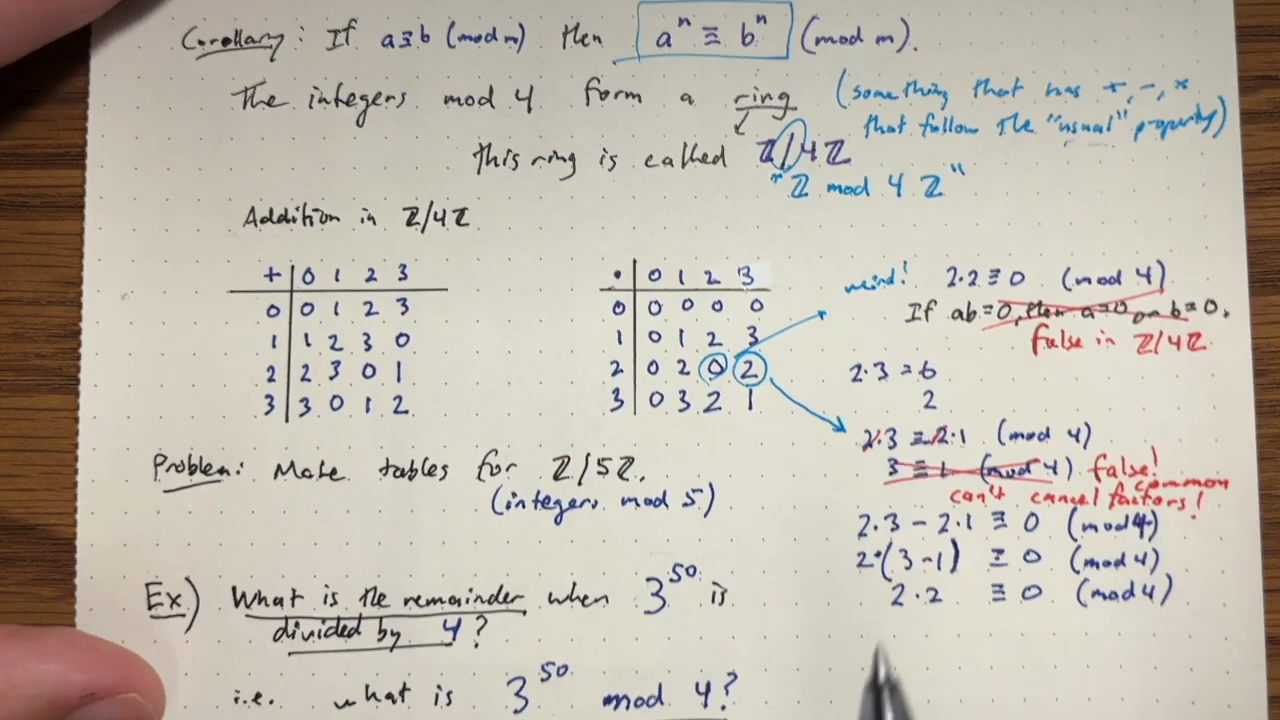 Corollary: If a≡b (mod m) then aⁿ ≡ bⁿ (mod m).
The integers mod 4 form a ring (something that has +, -, ×
that follow the "usual" property)
this ring is called ℤ/4ℤ
"ℤ mod 4ℤ"
Addition in ℤ/4ℤ
+ 0 1 2 3
0 0 1 2 3
1 1 2 3 0
2 2 3 0 1
3 3 0 1 2
• 0 1 2 3
0 0 0 0 0
1 0 1 2 3
2 0 2 0 2
3 0 3 2 1
weird! 2·2 ≡ 0 (mod 4)
If ab=0, then a=0 or b=0.
false in ℤ/4ℤ
2·3 = 6
2
2·3 ≡ 2·1 (mod 4)
3 ≡ 1 (mod 4) false!
can't cancel common factors!
2·3 - 2·1 ≡ 0 (mod 4)
2·(3-1) ≡ 0 (mod 4)
2·2 ≡ 0 (mod 4)
Problem: Make tables for ℤ/5ℤ.
(integers mod 5)
Ex) What is the remainder when 3⁵⁰ is
divided by 4?
i.e. what is 3⁵⁰ mod 4?